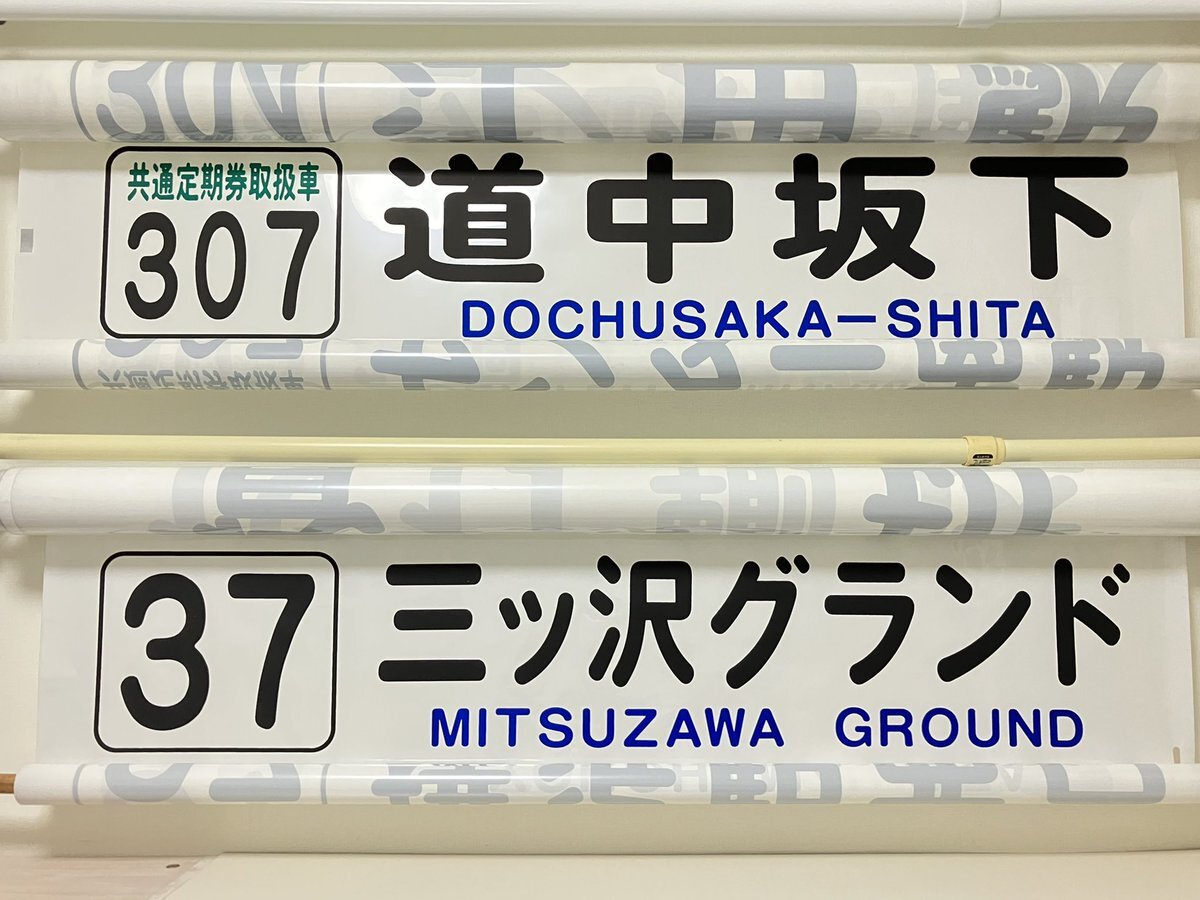 共通定期券取扱車
307
道中坂下
DOCHUSAKA-SHITA
37
三ッ沢グランド
MITSUZAWA GROUND